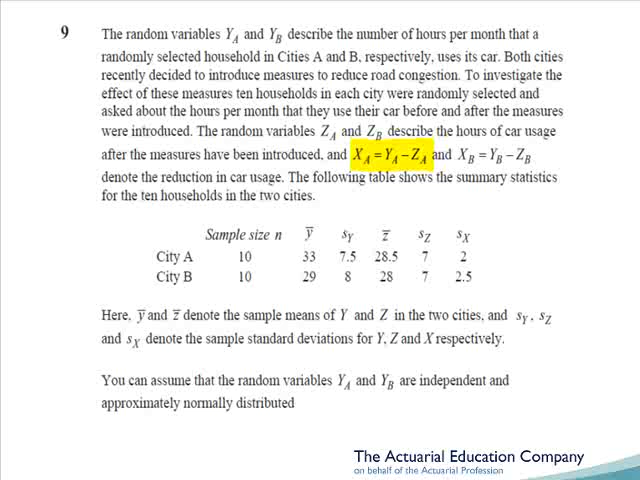 9 The random variables Y_A and Y_B describe the number of hours per month that a
randomly selected household in Cities A and B, respectively, uses its car. Both cities
recently decided to introduce measures to reduce road congestion. To investigate the
effect of these measures ten households in each city were randomly selected and
asked about the hours per month that they use their car before and after the measures
were introduced. The random variables Z_A and Z_B describe the hours of car usage
after the measures have been introduced, and X_A = Y_A – Z_A and X_B = Y_B – Z_B
denote the reduction in car usage. The following table shows the summary statistics
for the ten households in the two cities.
Sample size n ȳ s_Y z̄ s_Z s_X
City A 10 33 7.5 28.5 7 2
City B 10 29 8 28 7 2.5
Here, ȳ and z̄ denote the sample means of Y and Z in the two cities, and s_Y, s_Z
and s_X denote the sample standard deviations for Y, Z and X respectively.
You can assume that the random variables Y_A and Y_B are independent and
approximately normally distributed
The Actuarial Education Company
on behalf of the Actuarial Profession